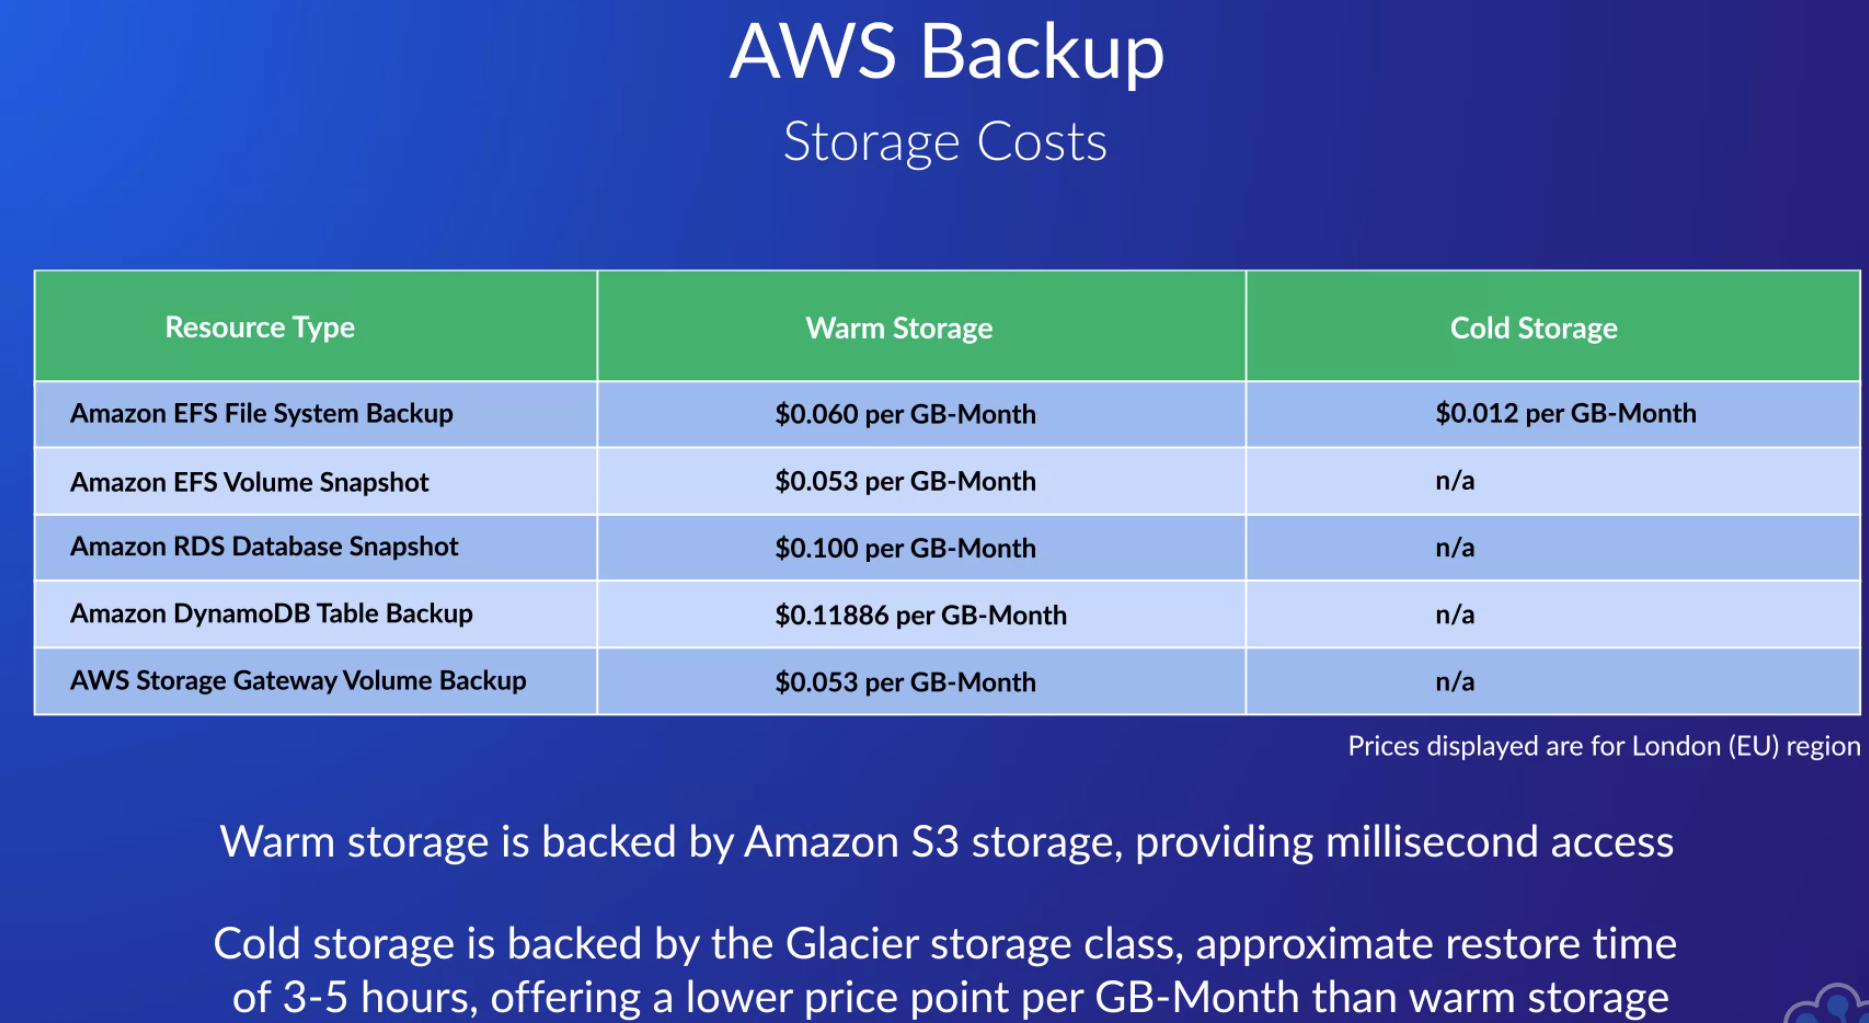 AWS Backup
Storage Costs
Resource Type Warm Storage Cold Storage
Amazon EFS File System Backup $0.060 per GB-Month $0.012 per GB-Month
Amazon EFS Volume Snapshot $0.053 per GB-Month n/a
Amazon RDS Database Snapshot $0.100 per GB-Month n/a
Amazon DynamoDB Table Backup $0.11886 per GB-Month n/a
AWS Storage Gateway Volume Backup $0.053 per GB-Month n/a
Prices displayed are for London (EU) region
Warm storage is backed by Amazon S3 storage, providing millisecond access
Cold storage is backed by the Glacier storage class, approximate restore time
of 3-5 hours, offering a lower price point per GB-Month than warm storage